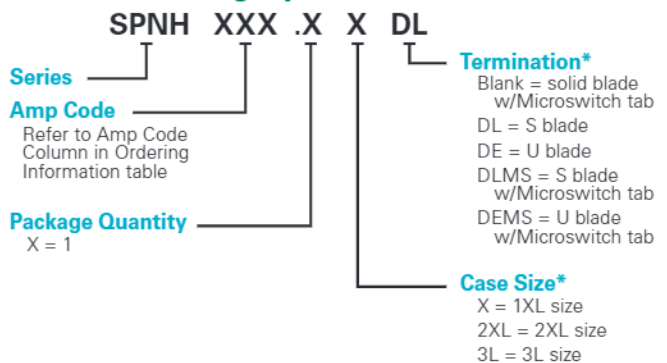 SPNH XXX .X X DL
Series
Amp Code
Refer to Amp Code
Column in Ordering
Information table
Package Quantity
X = 1
Termination*
Blank = solid blade
w/Microswitch tab
DL = S blade
DE = U blade
DLMS = S blade
w/Microswitch tab
DEMS = U blade
w/Microswitch tab
Case Size*
X = 1XL size
2XL = 2XL size
3L = 3L size